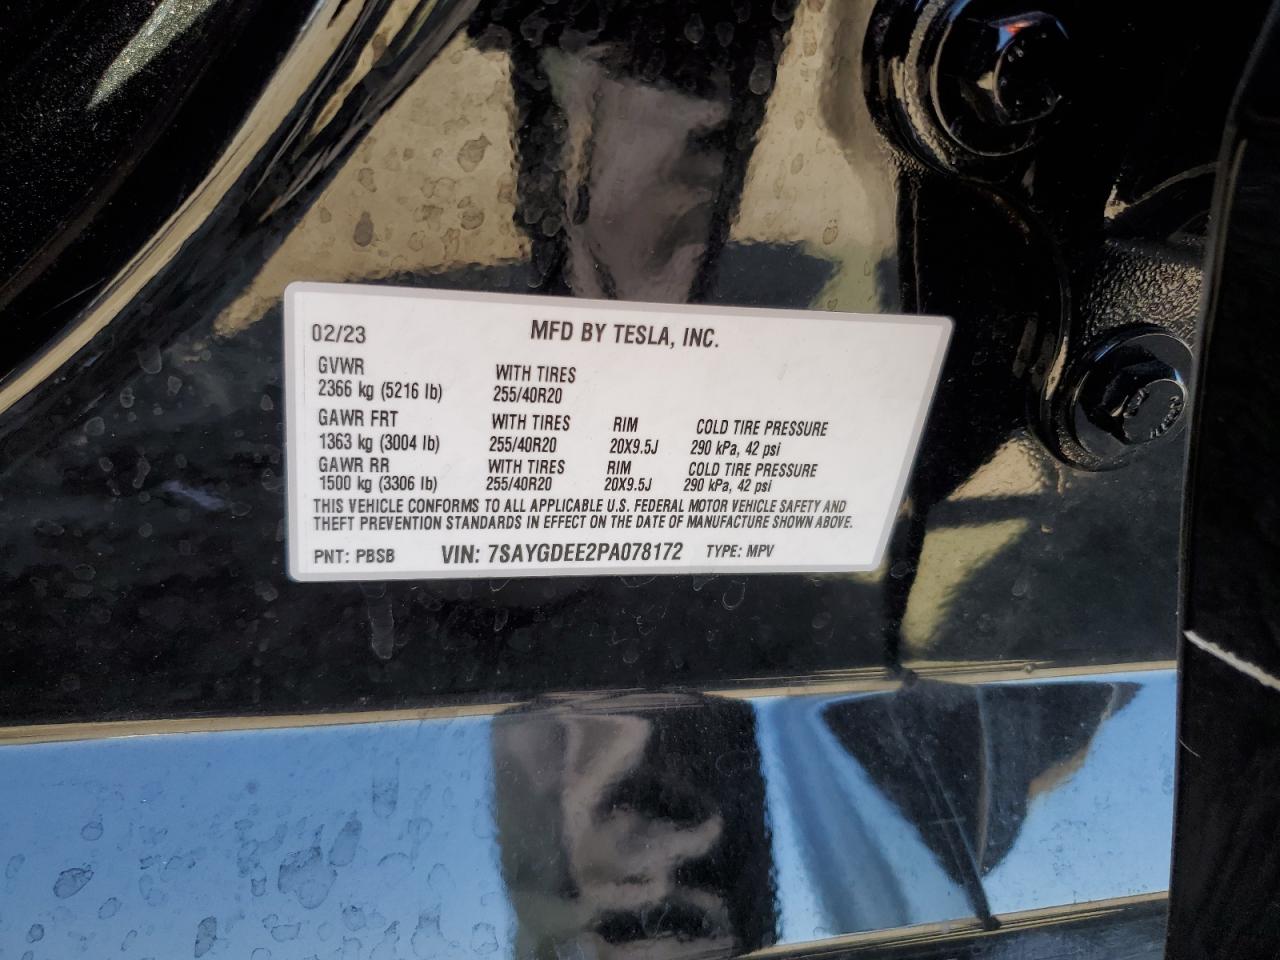 02/23 MFD BY TESLA, INC.
GVWR WITH TIRES
2366 kg (5216 lb) 255/40R20
GAWR FRT WITH TIRES RIM COLD TIRE PRESSURE
1363 kg (3004 lb) 255/40R20 20X9.5J 290 kPa, 42 psi
GAWR RR WITH TIRES RIM COLD TIRE PRESSURE
1500 kg (3306 lb) 255/40R20 20X9.5J 290 kPa, 42 psi
THIS VEHICLE CONFORMS TO ALL APPLICABLE U.S. FEDERAL MOTOR VEHICLE SAFETY AND
THEFT PREVENTION STANDARDS IN EFFECT ON THE DATE OF MANUFACTURE SHOWN ABOVE.
PNT: PBSB VIN: 7SAYGDEE2PA078172 TYPE: MPV